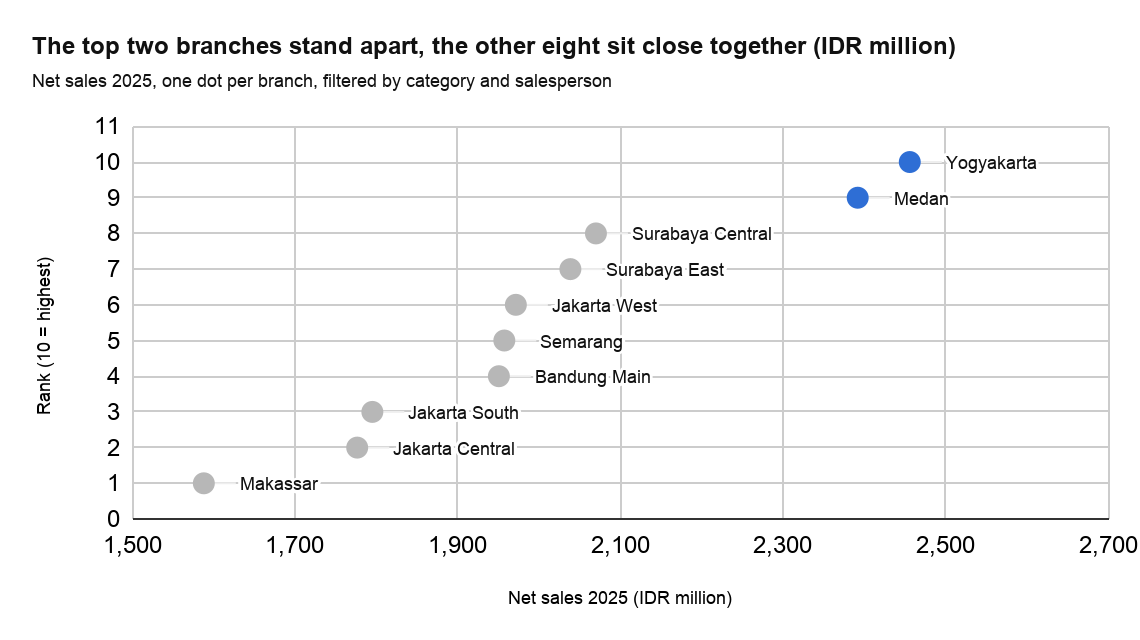 The top two branches stand apart, the other eight sit close together (IDR million)
Net sales 2025, one dot per branch, filtered by category and salesperson
Rank (10 = highest)
11
10
9
8
7
6
5
4
3
2
1
0
Yogyakarta
Medan
Surabaya Central
Surabaya East
Jakarta West
Semarang
Bandung Main
Jakarta South
Jakarta Central
Makassar
1,500 1,700 1,900 2,100 2,300 2,500 2,700
Net sales 2025 (IDR million)